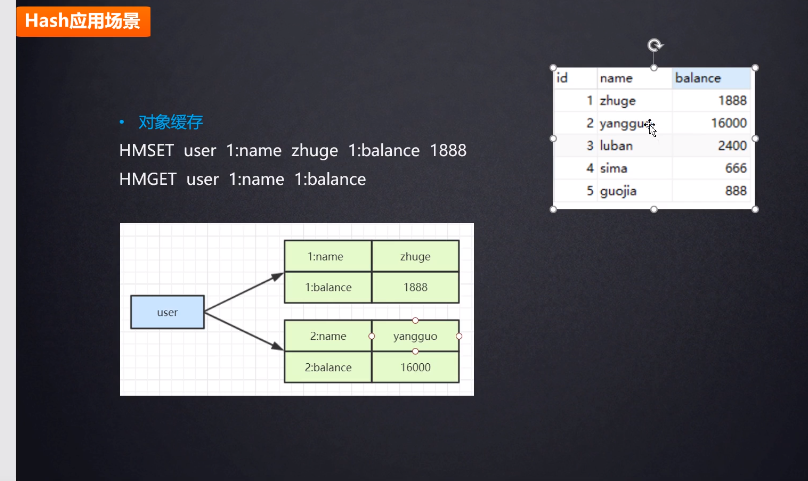 Hash应用场景
• 对象缓存
HMSET user 1:name zhuge 1:balance 1888
HMGET user 1:name 1:balance
id name balance
1 zhuge 1888
2 yangguo 16000
3 luban 2400
4 sima 666
5 guojia 888
user
1:name zhuge
1:balance 1888
2:name yangguo
2:balance 16000